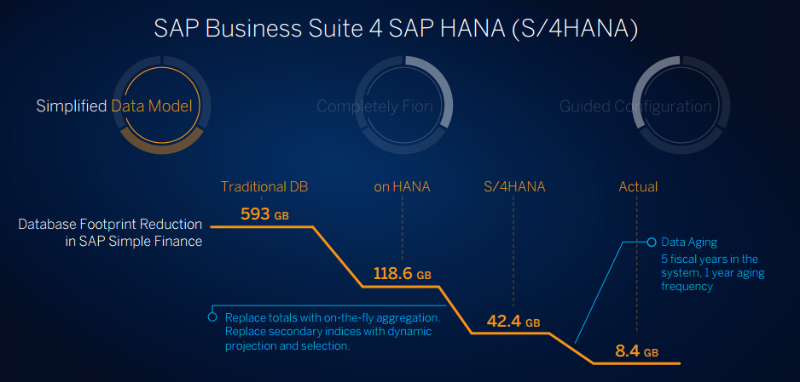 SAP Business Suite 4 SAP HANA (S/4HANA)
Simplified Data Model
Completely Fiori
Guided Configuration
Traditional DB
on HANA
S/4HANA
Actual
Database Footprint Reduction
in SAP Simple Finance
593 GB
118.6 GB
42.4 GB
8.4 GB
Data Aging
5 fiscal years in the
system, 1 year aging
frequency
Replace totals with on-the-fly aggregation.
Replace secondary indices with dynamic
projection and selection.